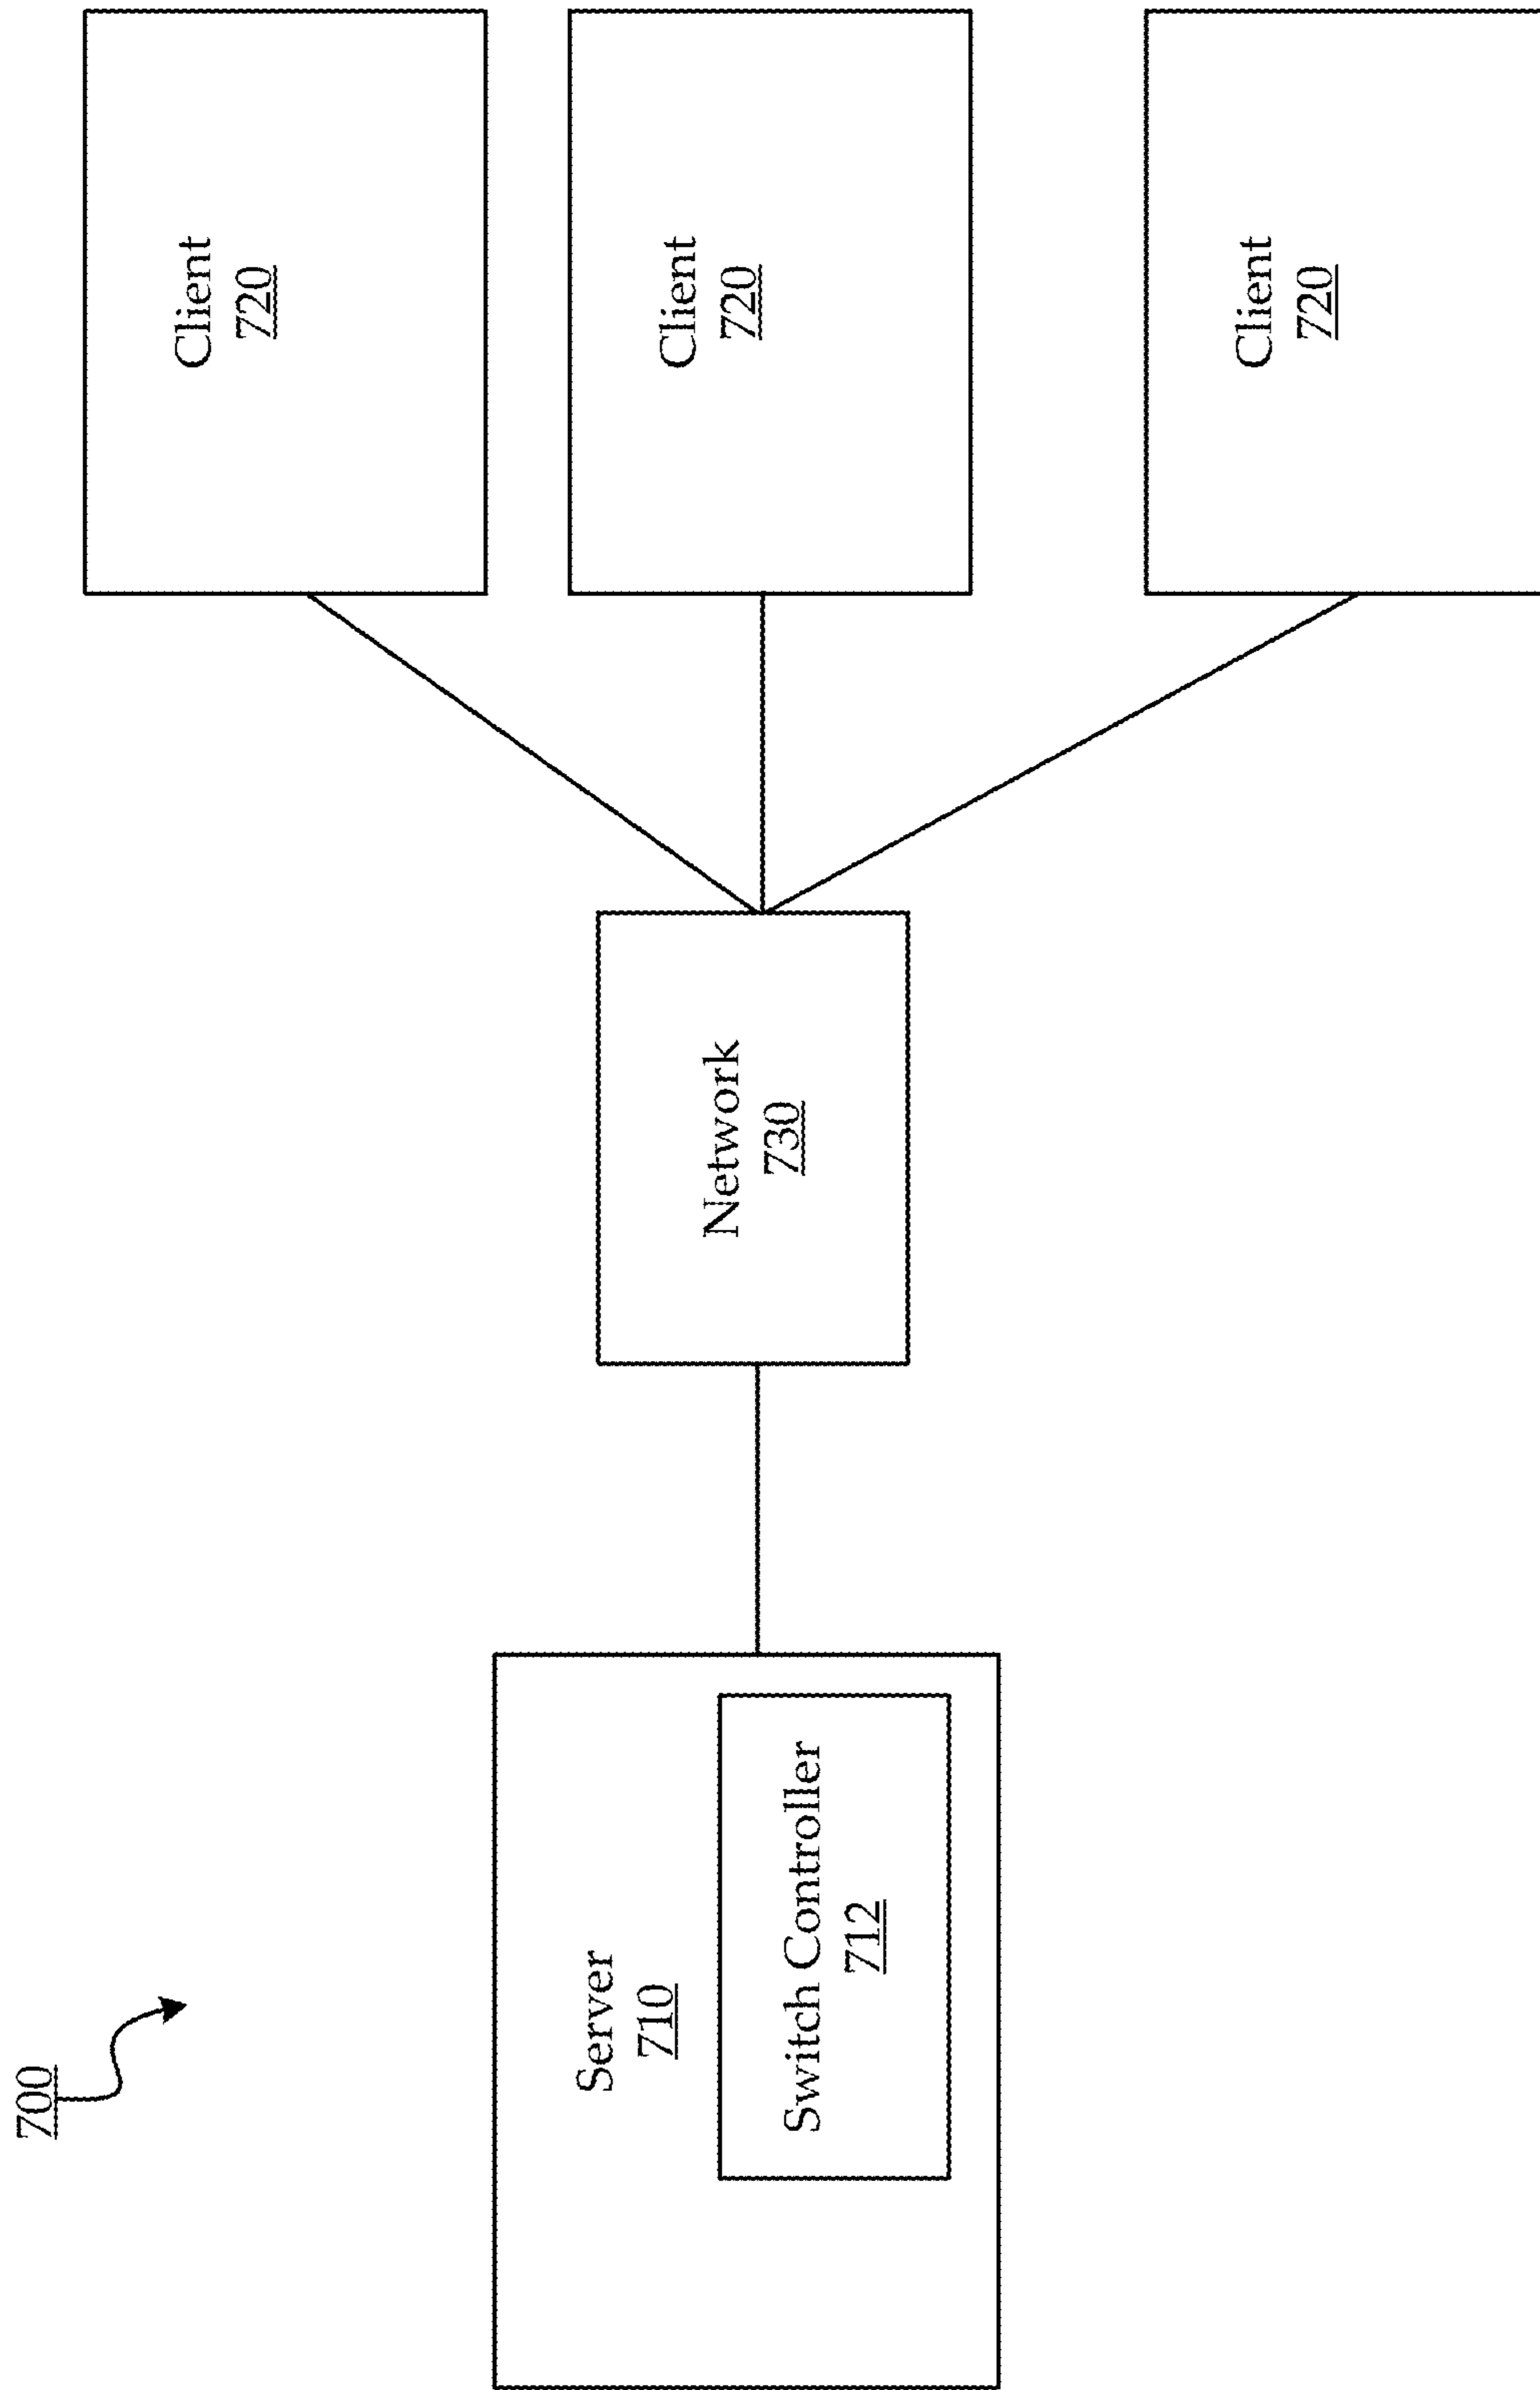 700
Server
710
Switch Controller
712
Network
730
Client
720
Client
720
Client
720